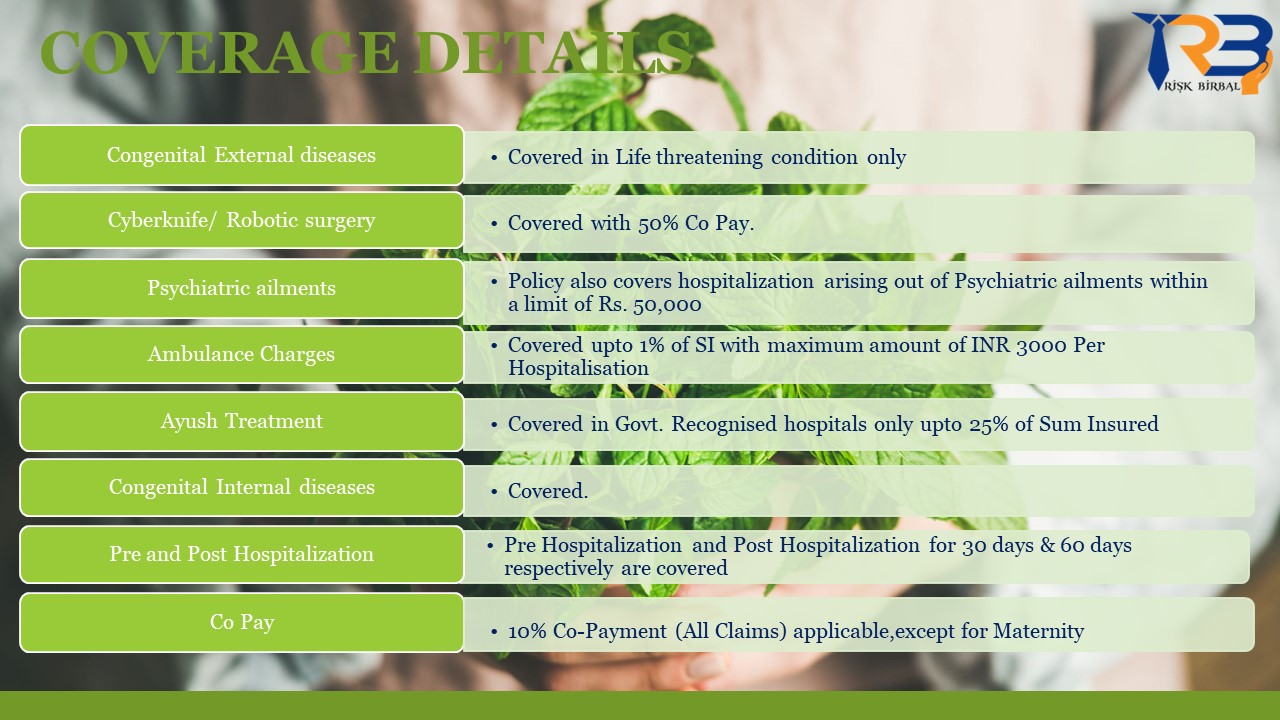 COVERAGE DETAILS
RB
RISK BIRBAL
Congenital External diseases
• Covered in Life threatening condition only
Cyberknife/ Robotic surgery
• Covered with 50% Co Pay.
Psychiatric ailments
• Policy also covers hospitalization arising out of Psychiatric ailments within
a limit of Rs. 50,000
Ambulance Charges
• Covered upto 1% of SI with maximum amount of INR 3000 Per
Hospitalisation
Ayush Treatment
• Covered in Govt. Recognised hospitals only upto 25% of Sum Insured
Congenital Internal diseases
• Covered.
Pre and Post Hospitalization
• Pre Hospitalization and Post Hospitalization for 30 days & 60 days
respectively are covered
Co Pay
• 10% Co-Payment (All Claims) applicable,except for Maternity